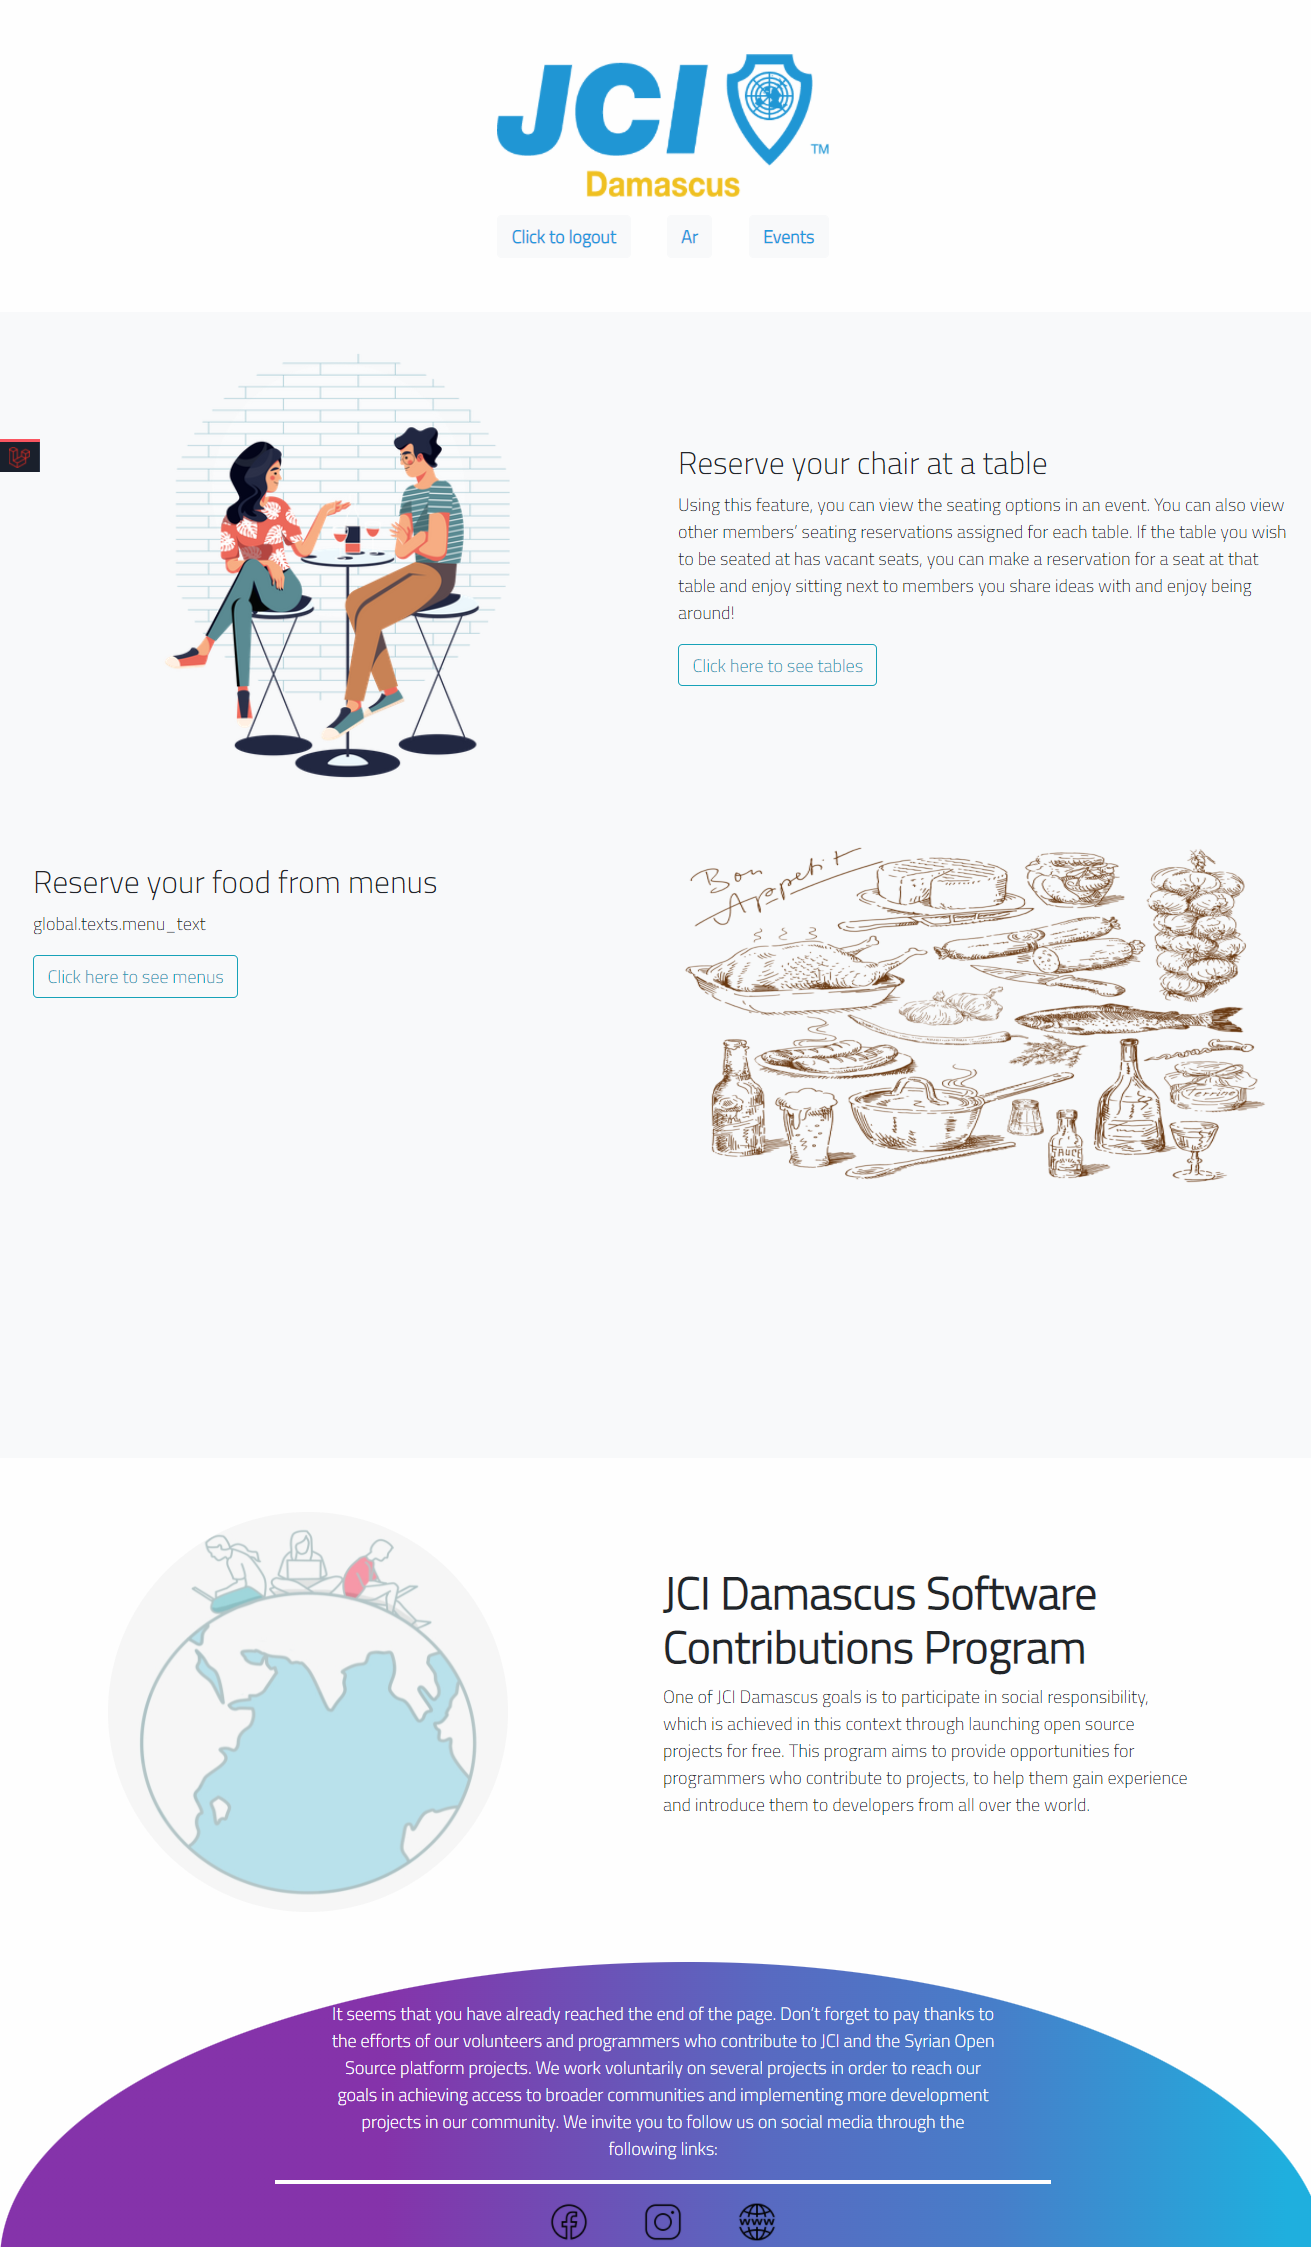 JCI
TM
Damascus
Click to logout
Ar
Events
Reserve your chair at a table
Using this feature, you can view the seating options in an event. You can also view
other members’ seating reservations assigned for each table. If the table you wish
to be seated at has vacant seats, you can make a reservation for a seat at that
table and enjoy sitting next to members you share ideas with and enjoy being
around!
Click here to see tables
Reserve your food from menus
global.texts.menu_text
Click here to see menus
Bon
Appetit
Terrine
SAUCE
JCI Damascus Software
Contributions Program
One of JCI Damascus goals is to participate in social responsibility,
which is achieved in this context through launching open source
projects for free. This program aims to provide opportunities for
programmers who contribute to projects, to help them gain experience
and introduce them to developers from all over the world.
It seems that you have already reached the end of the page. Don’t forget to pay thanks to
the efforts of our volunteers and programmers who contribute to JCI and the Syrian Open
Source platform projects. We work voluntarily on several projects in order to reach our
goals in achieving access to broader communities and implementing more development
projects in our community. We invite you to follow us on social media through the
following links:
www